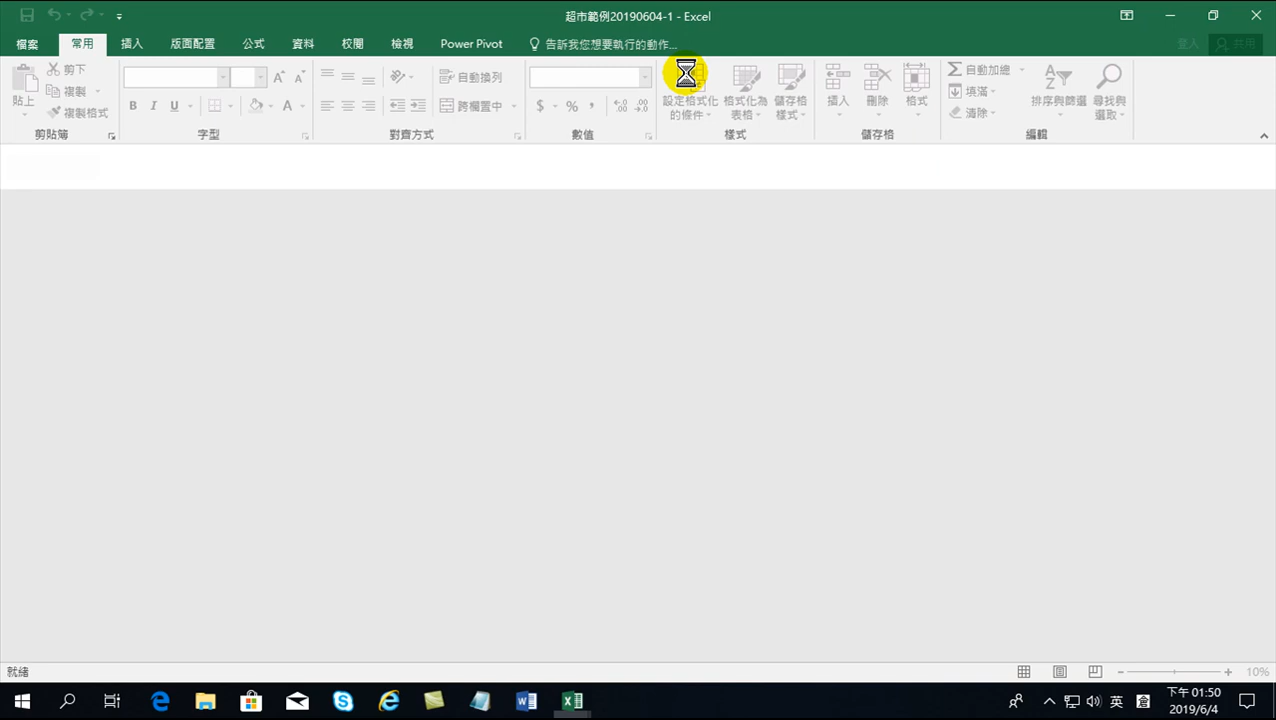 超市範例20190604-1 - Excel
檔案 常用 插入 版面配置 公式 資料 校閱 檢視 Power Pivot 告訴我您想要執行的動作... 登入 共用
貼上 剪下 複製 複製格式 剪貼簿
B I U A A A 字型
自動換列 跨欄置中 對齊方式
$ % , 數值
設定格式化的條件 格式化為表格 儲存格樣式 樣式
插入 刪除 格式 儲存格
自動加總 填滿 清除 排序與篩選 尋找與選取 編輯
就緒 10%
英 倉 下午 01:50
2019/6/4